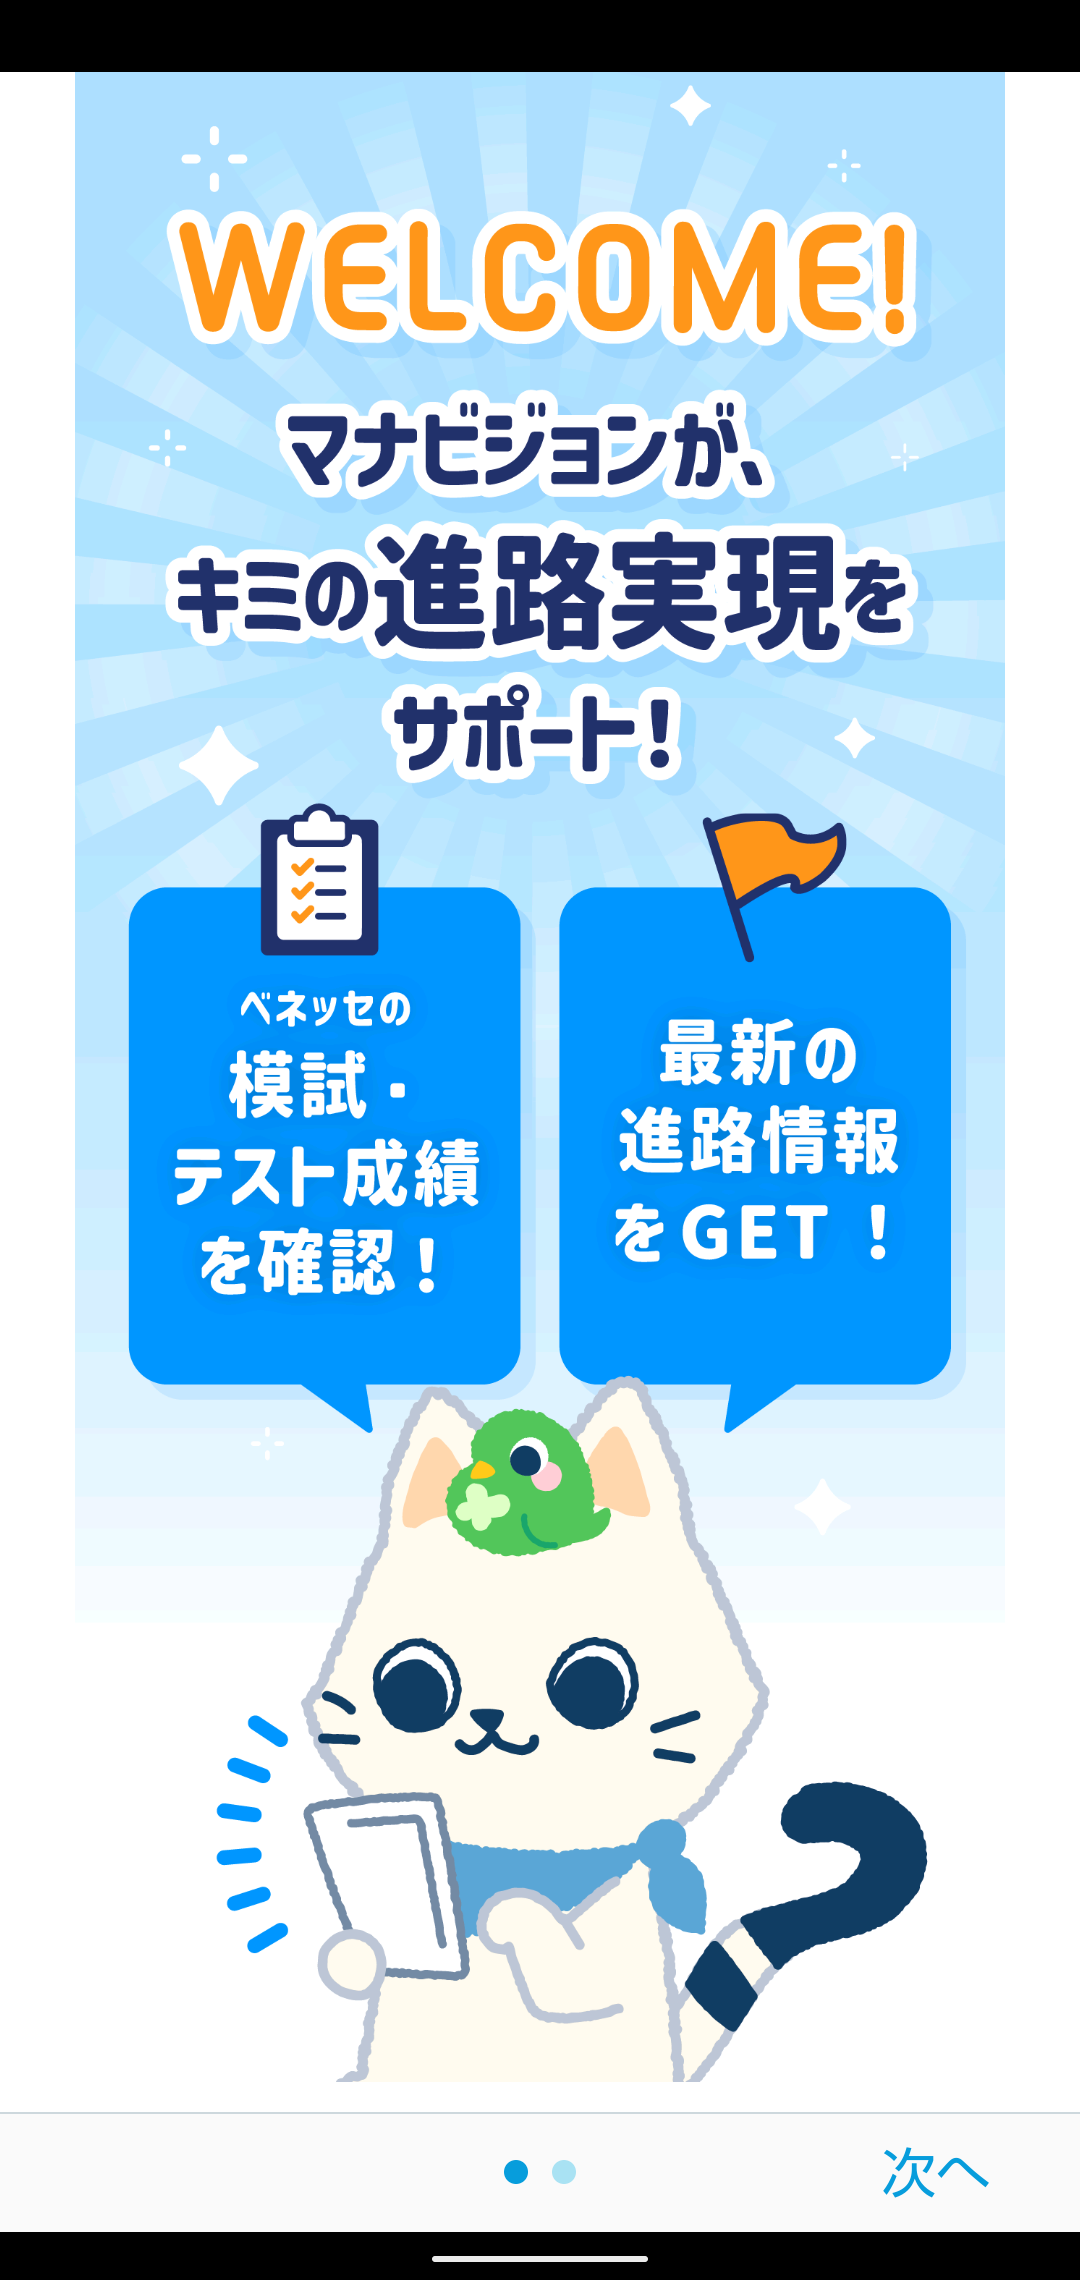 WELCOME!
マナビジョンが、
キミの進路実現を
サポート!
ベネッセの
模試・
テスト成績
を確認!
最新の
進路情報
をGET!
次へ